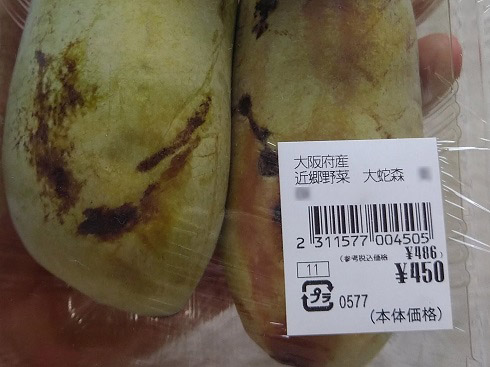 大阪府産
近郷野菜 大蛇森
2 311577 004505
(参考税込価格) ¥486
¥450
11
プラ 0577
(本体価格)